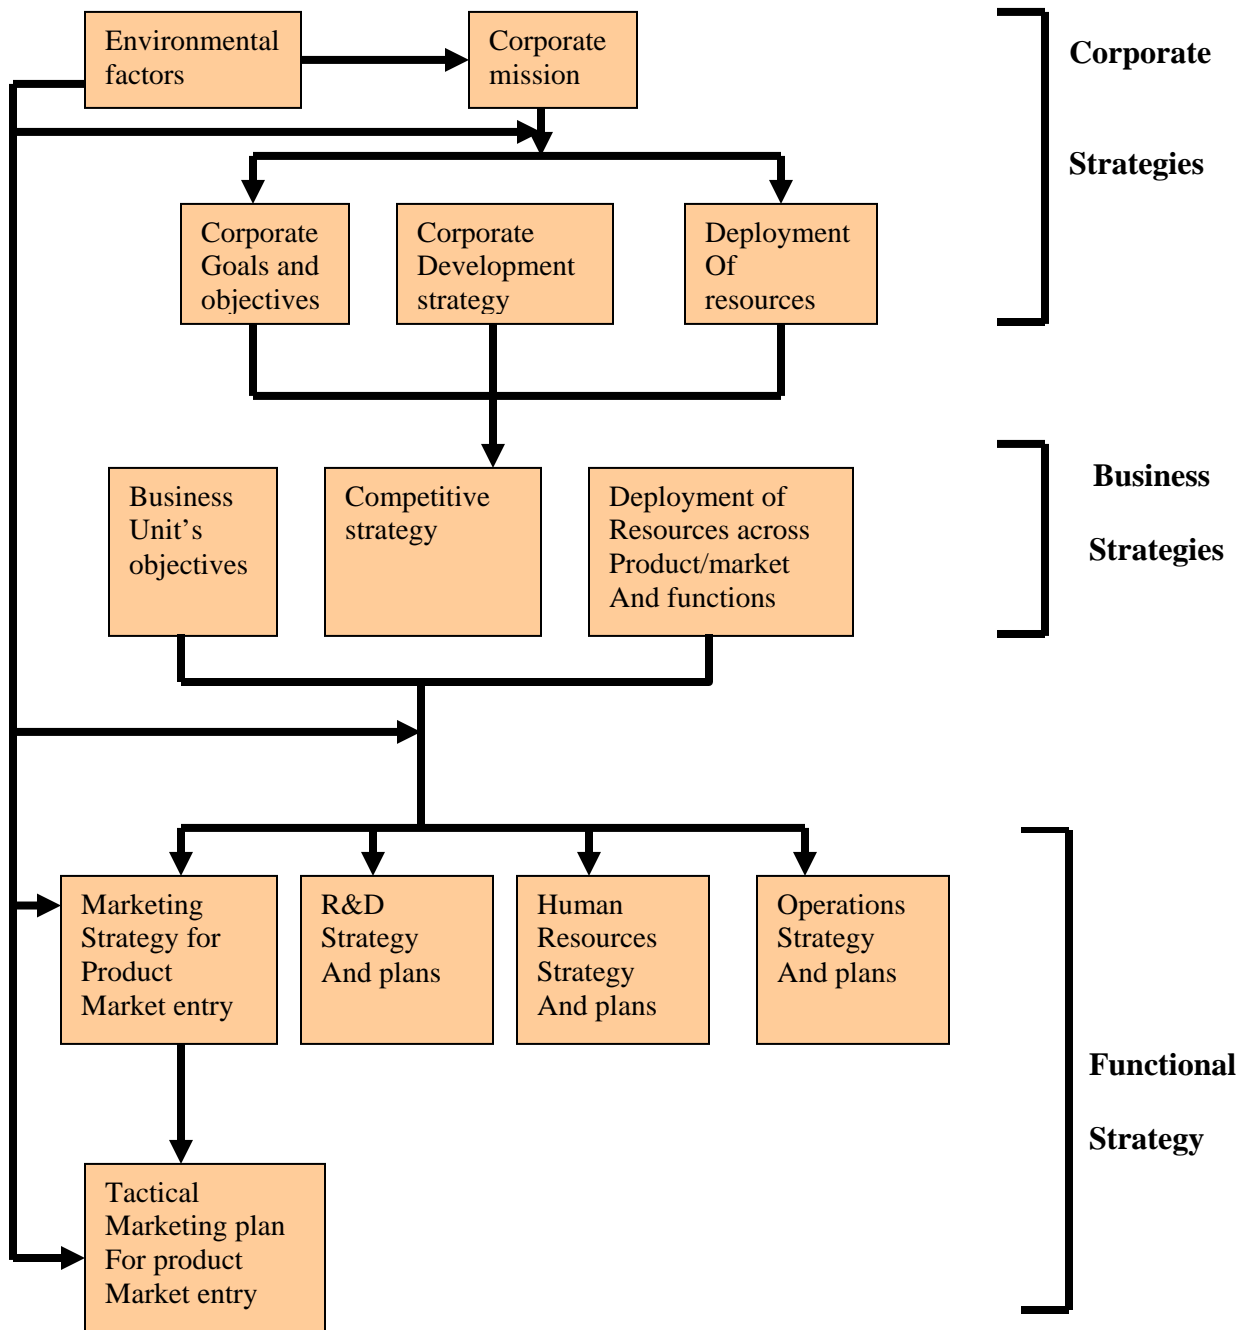 Environmental
factors
Corporate
mission
Corporate
Strategies
Corporate
Goals and
objectives
Corporate
Development
strategy
Deployment
Of
resources
Business
Unit’s
objectives
Competitive
strategy
Deployment of
Resources across
Product/market
And functions
Business
Strategies
Marketing
Strategy for
Product
Market entry
R&D
Strategy
And plans
Human
Resources
Strategy
And plans
Operations
Strategy
And plans
Functional
Strategy
Tactical
Marketing plan
For product
Market entry